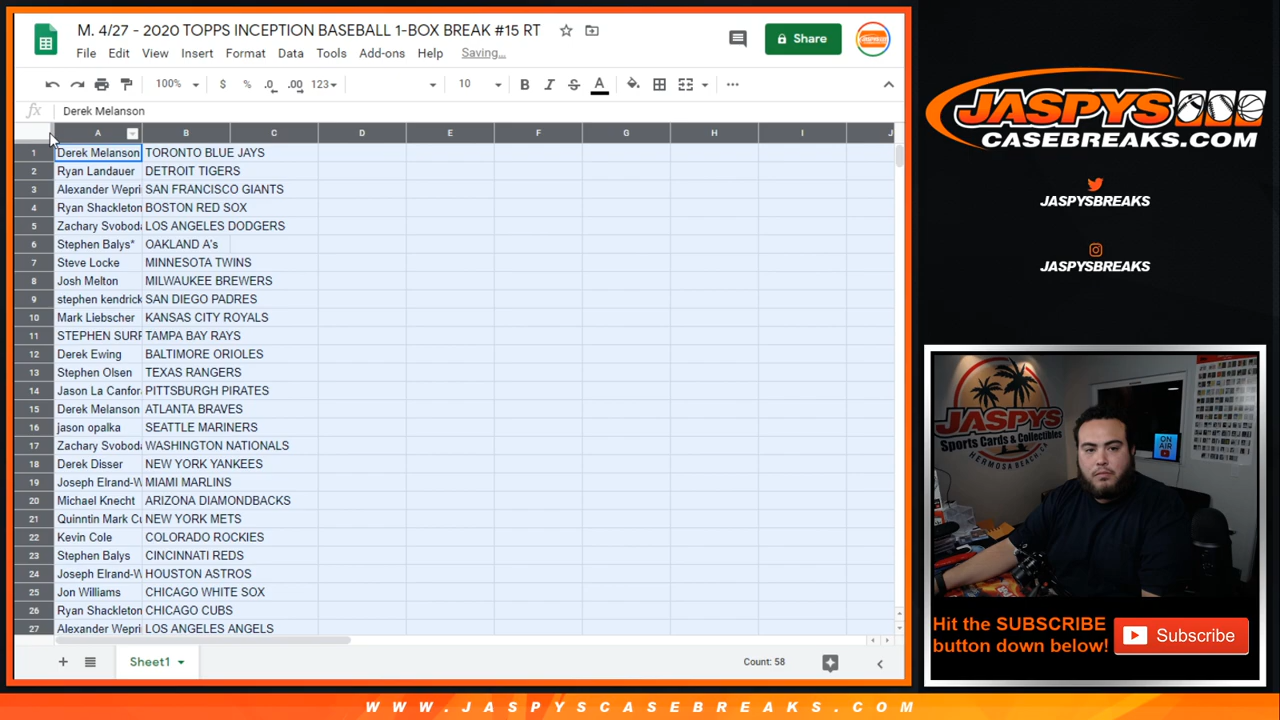 M. 4/27 - 2020 TOPPS INCEPTION BASEBALL 1-BOX BREAK #15 RT
File Edit View Insert Format Data Tools Add-ons Help Saving...
Share
100% $ % .0 .00 123 10 B I S A
fx Derek Melanson
A B C D E F G H I J
1 Derek Melanson TORONTO BLUE JAYS
2 Ryan Landauer DETROIT TIGERS
3 Alexander Wepri SAN FRANCISCO GIANTS
4 Ryan Shackleton BOSTON RED SOX
5 Zachary Svoboda LOS ANGELES DODGERS
6 Stephen Balys* OAKLAND A's
7 Steve Locke MINNESOTA TWINS
8 Josh Melton MILWAUKEE BREWERS
9 stephen kendrick SAN DIEGO PADRES
10 Mark Liebscher KANSAS CITY ROYALS
11 STEPHEN SURF TAMPA BAY RAYS
12 Derek Ewing BALTIMORE ORIOLES
13 Stephen Olsen TEXAS RANGERS
14 Jason La Canfor PITTSBURGH PIRATES
15 Derek Melanson ATLANTA BRAVES
16 jason opalka SEATTLE MARINERS
17 Zachary Svoboda WASHINGTON NATIONALS
18 Derek Disser NEW YORK YANKEES
19 Joseph Elrand-W MIAMI MARLINS
20 Michael Knecht ARIZONA DIAMONDBACKS
21 Quinntin Mark Cu NEW YORK METS
22 Kevin Cole COLORADO ROCKIES
23 Stephen Balys CINCINNATI REDS
24 Joseph Elrand-W HOUSTON ASTROS
25 Jon Williams CHICAGO WHITE SOX
26 Ryan Shackleton CHICAGO CUBS
27 Alexander Wepri LOS ANGELES ANGELS
Sheet1
Count: 58
JASPYS
CASEBREAKS.COM
JASPYSBREAKS
JASPYSBREAKS
JASPYS
Sports Cards & Collectibles
HERMOSA BEACH, CA
ON AIR
Hit the SUBSCRIBE
button down below!
Subscribe
WWW.JASPYSCASEBREAKS.COM